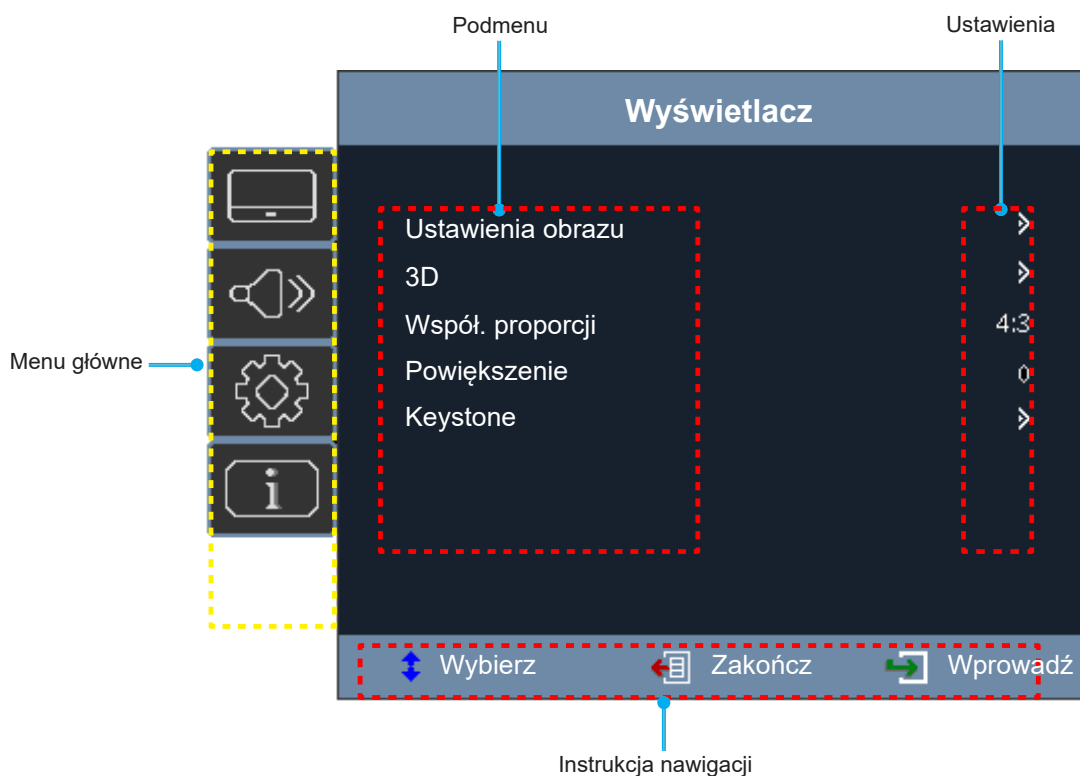 Podmenu
Ustawienia
Wyświetlacz
Ustawienia obrazu
3D
Współ. proporcji
4:3
Powiększenie
0
Keystone
Menu główne
i
Wybierz
Zakończ
Wprowadź
Instrukcja nawigacji